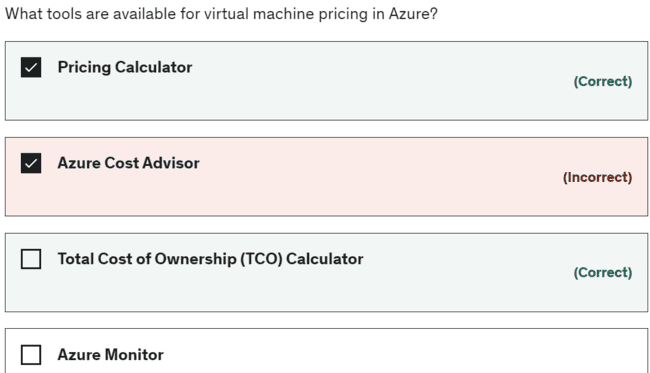 What tools are available for virtual machine pricing in Azure?
Pricing Calculator
(Correct)
Azure Cost Advisor
(Incorrect)
Total Cost of Ownership (TCO) Calculator
(Correct)
Azure Monitor